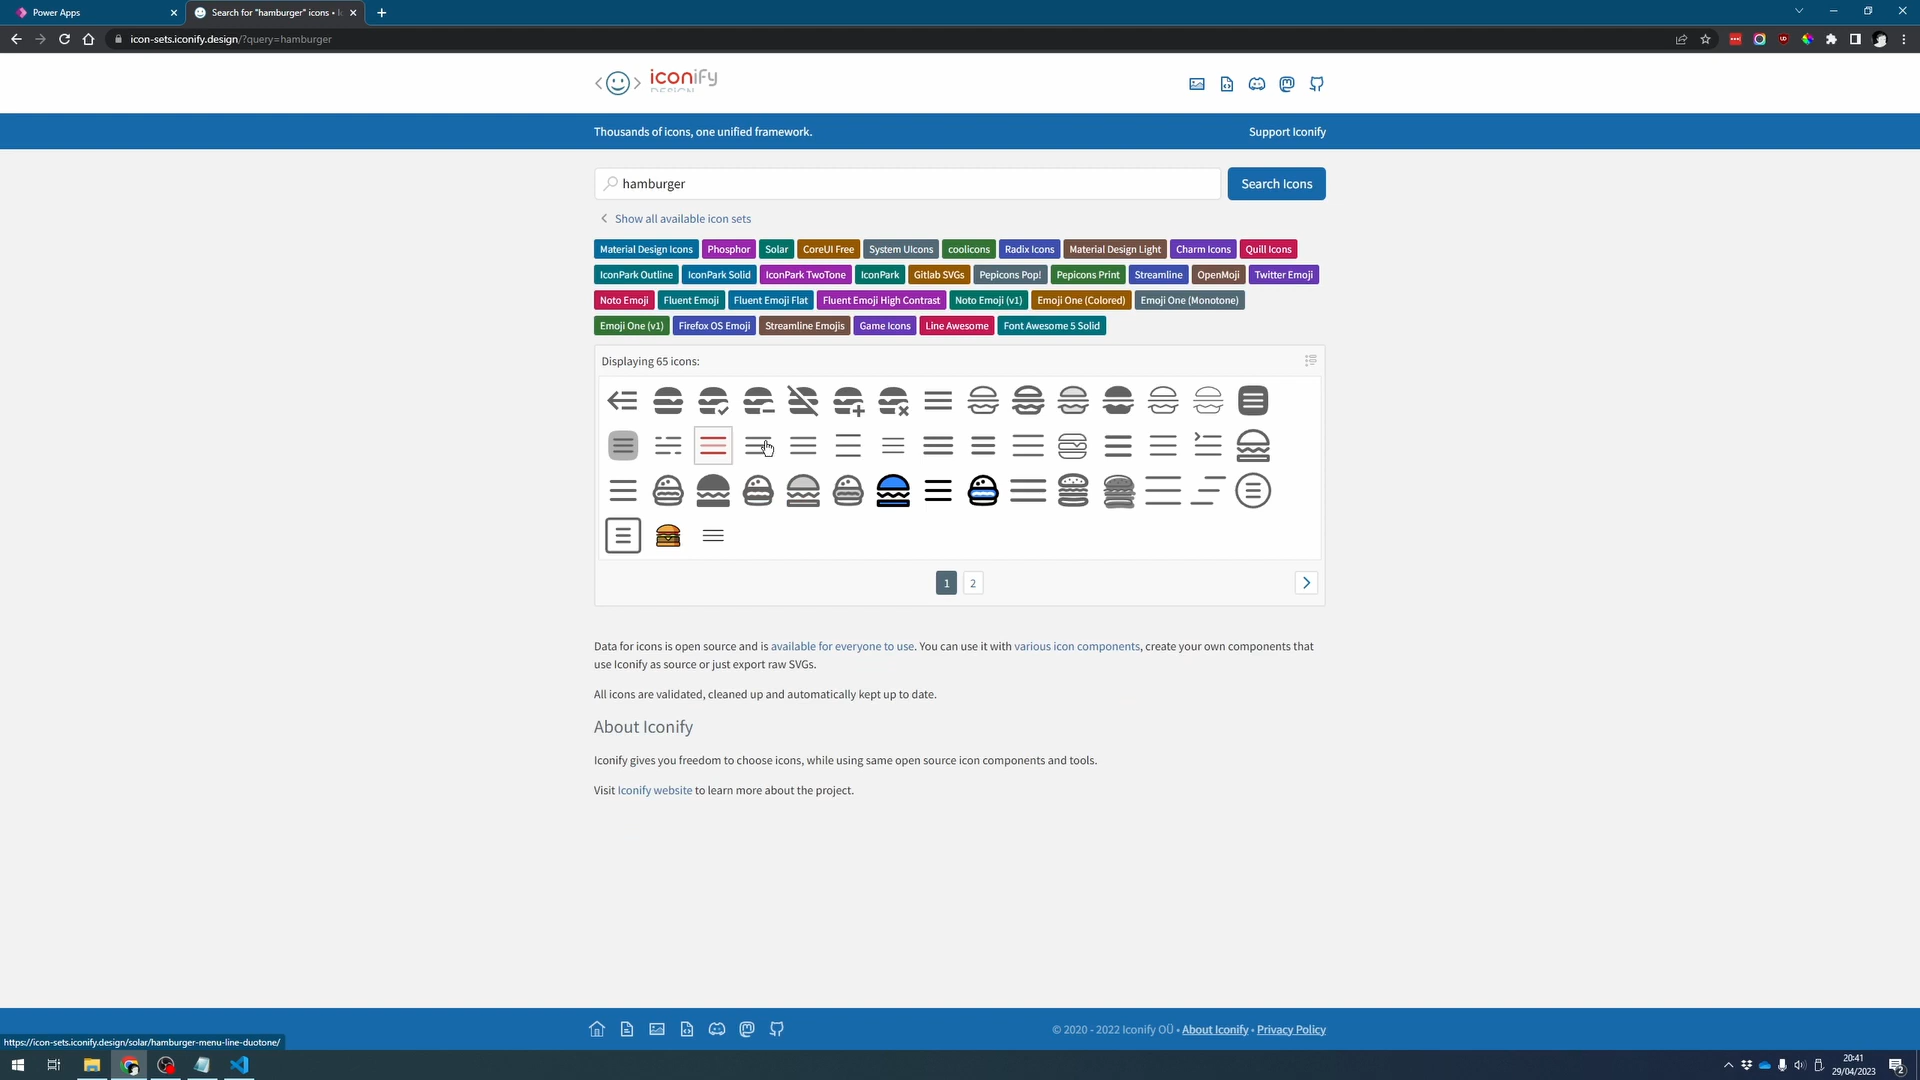 Power Apps
Search for "hamburger" icons •
icon-sets.iconify.design/?query=hamburger
iconify
DESIGN
Thousands of icons, one unified framework.
Support Iconify
hamburger
Search Icons
Show all available icon sets
Material Design Icons Phosphor Solar CoreUI Free System UIcons coolicons Radix Icons Material Design Light Charm Icons Quill Icons
IconPark Outline IconPark Solid IconPark TwoTone IconPark Gitlab SVGs Pepicons Pop! Pepicons Print Streamline OpenMoji Twitter Emoji
Noto Emoji Fluent Emoji Fluent Emoji Flat Fluent Emoji High Contrast Noto Emoji (v1) Emoji One (Colored) Emoji One (Monotone)
Emoji One (v1) Firefox OS Emoji Streamline Emojis Game Icons Line Awesome Font Awesome 5 Solid
Displaying 65 icons:
1 2
Data for icons is open source and is available for everyone to use. You can use it with various icon components, create your own components that
use Iconify as source or just export raw SVGs.
All icons are validated, cleaned up and automatically kept up to date.
About Iconify
Iconify gives you freedom to choose icons, while using same open source icon components and tools.
Visit Iconify website to learn more about the project.
© 2020 - 2022 Iconify OÜ • About Iconify • Privacy Policy
https://icon-sets.iconify.design/solar/hamburger-menu-line-duotone/
20:41
29/04/2023